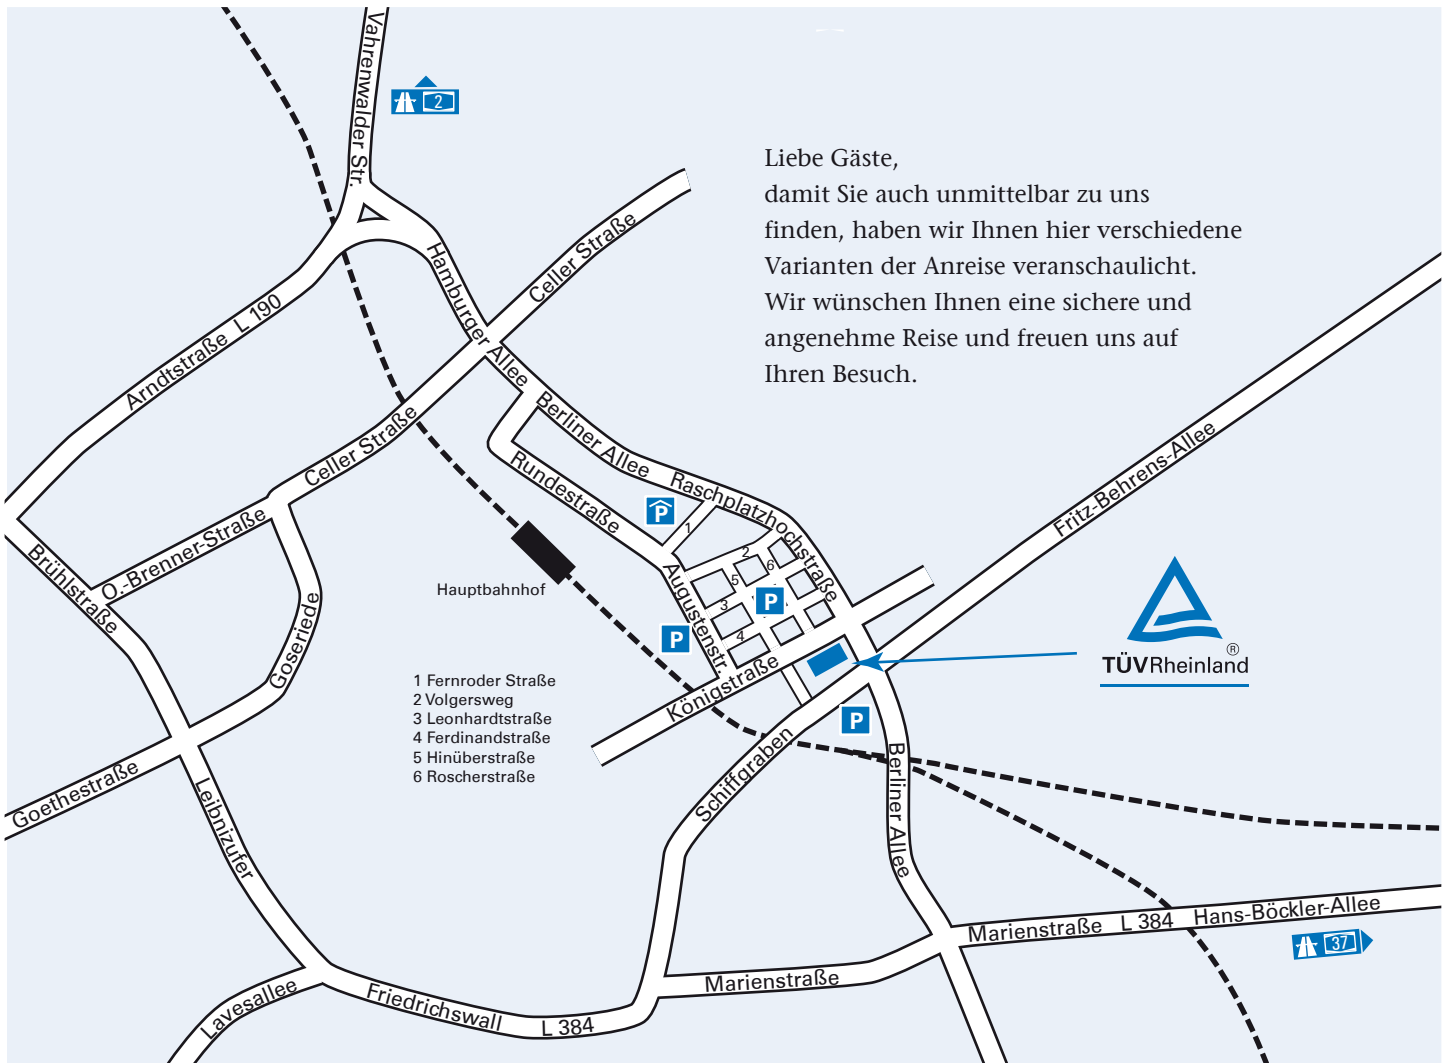 Vahrenwalder Str.
2
Liebe Gäste,
damit Sie auch unmittelbar zu uns
finden, haben wir Ihnen hier verschiedene
Varianten der Anreise veranschaulicht.
Wir wünschen Ihnen eine sichere und
angenehme Reise und freuen uns auf
Ihren Besuch.
Celler Straße
Hamburger Allee
Arndtstraße L 190
Celler Straße
Berliner Allee
Rundestraße
Raschplatzhochstraße
Fritz-Behrens-Allee
P
1
2
6
5
3
4
P
P
O.-Brenner-Straße
Brühlstraße
Goseriede
Hauptbahnhof
Augustenstr.
Königstraße
TÜVRheinland
®
1 Fernroder Straße
2 Volgersweg
3 Leonhardtstraße
4 Ferdinandstraße
5 Hinüberstraße
6 Roscherstraße
P
Schiffgraben
Berliner Allee
Goethestraße
Leibnizufer
Marienstraße L 384 Hans-Böckler-Allee
37
Marienstraße
Lavesallee
Friedrichswall
L 384